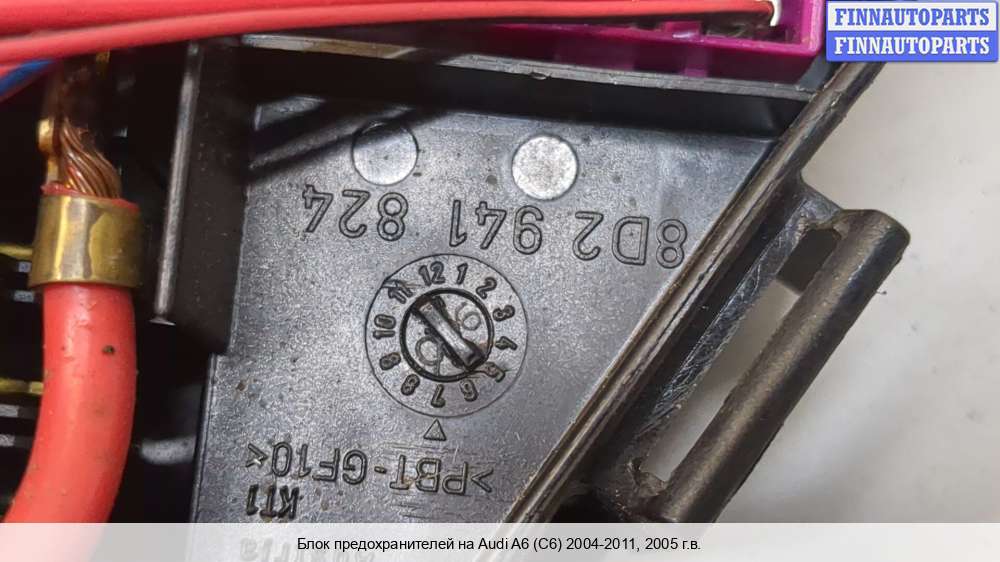 FINNAUTOPARTS
FINNAUTOPARTS
8D2 941 824
12 1 2 3 4 5 6 7 8 9 10 11
>PBT-GF10<
KT1
Блок предохранителей на Audi A6 (C6) 2004-2011, 2005 г.в.